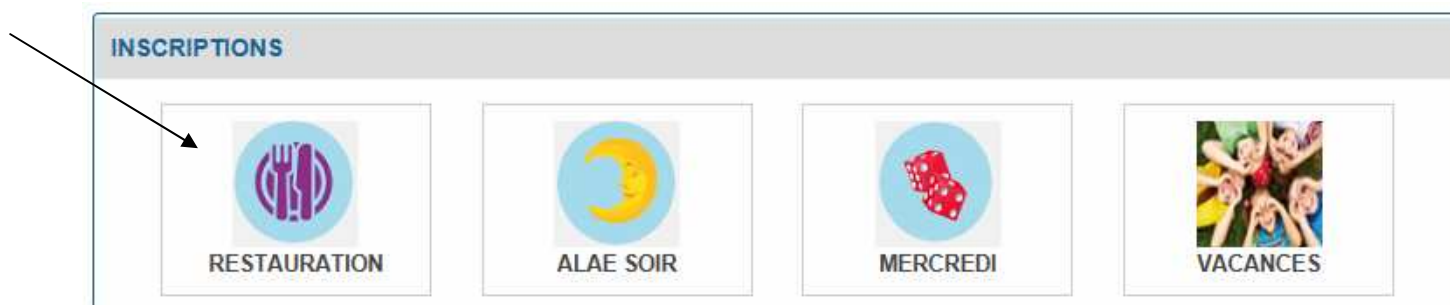 INSCRIPTIONS
RESTAURATION
ALAE SOIR
MERCREDI
VACANCES